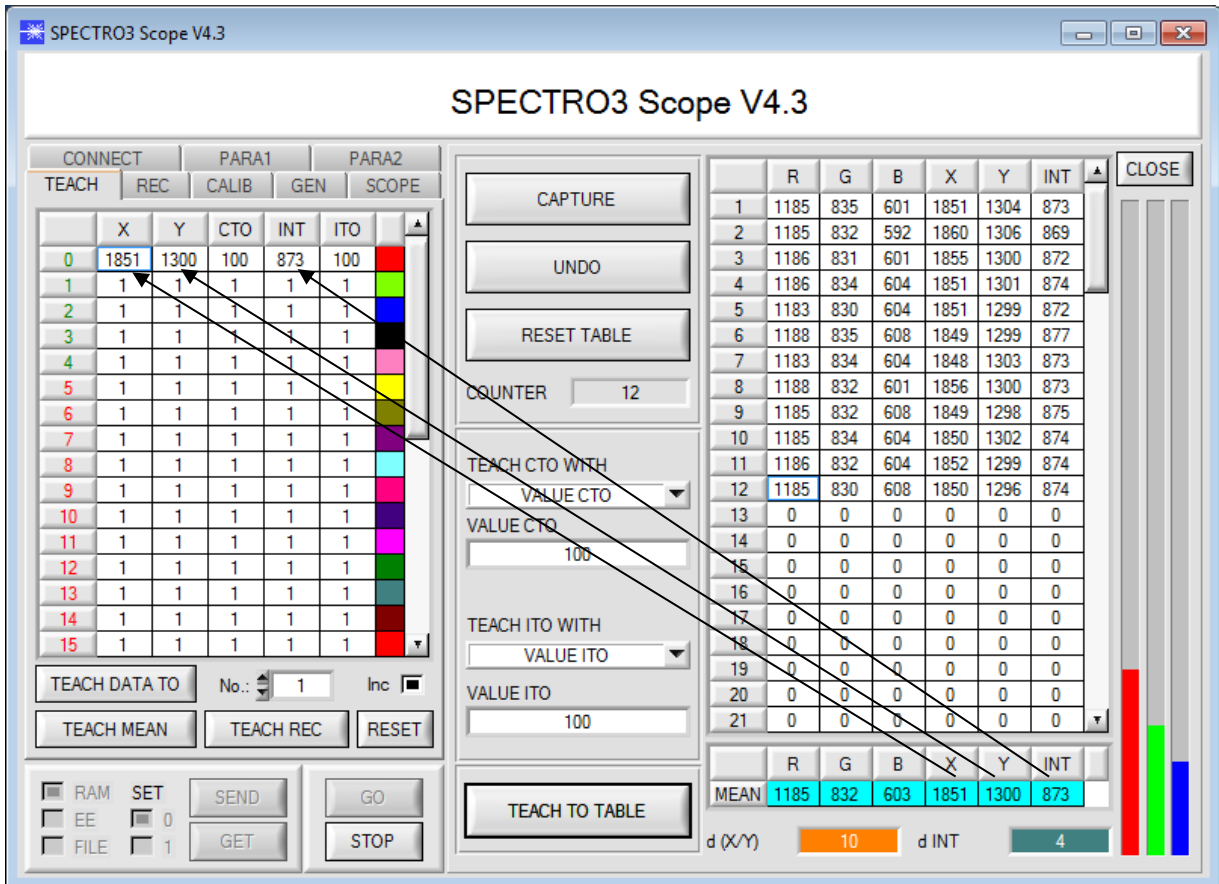 SPECTRO3 Scope V4.3
SPECTRO3 Scope V4.3
CONNECT PARA1 PARA2
TEACH REC CALIB GEN SCOPE
X Y CTO INT ITO
0 1851 1300 100 873 100
1 1 1 1 1 1
2 1 1 1 1 1
3 1 1 1 1 1
4 1 1 1 1 1
5 1 1 1 1 1
6 1 1 1 1 1
7 1 1 1 1 1
8 1 1 1 1 1
9 1 1 1 1 1
10 1 1 1 1 1
11 1 1 1 1 1
12 1 1 1 1 1
13 1 1 1 1 1
14 1 1 1 1 1
15 1 1 1 1 1
TEACH DATA TO No.: 1 Inc
TEACH MEAN TEACH REC RESET
RAM SET SEND GO
EE 0
FILE 1 GET STOP
CAPTURE
UNDO
RESET TABLE
COUNTER 12
TEACH CTO WITH
VALUE CTO
VALUE CTO
100
TEACH ITO WITH
VALUE ITO
VALUE ITO
100
TEACH TO TABLE
R G B X Y INT
1 1185 835 601 1851 1304 873
2 1185 832 592 1860 1306 869
3 1186 831 601 1855 1300 872
4 1186 834 604 1851 1301 874
5 1183 830 604 1851 1299 872
6 1188 835 608 1849 1299 877
7 1183 834 604 1848 1303 873
8 1188 832 601 1856 1300 873
9 1185 832 608 1849 1298 875
10 1185 834 604 1850 1302 874
11 1186 832 604 1852 1299 874
12 1185 830 608 1850 1296 874
13 0 0 0 0 0 0
14 0 0 0 0 0 0
15 0 0 0 0 0 0
16 0 0 0 0 0 0
17 0 0 0 0 0 0
18 0 0 0 0 0 0
19 0 0 0 0 0 0
20 0 0 0 0 0 0
21 0 0 0 0 0 0
R G B X Y INT
MEAN 1185 832 603 1851 1300 873
d (X/Y) 10 d INT 4
CLOSE